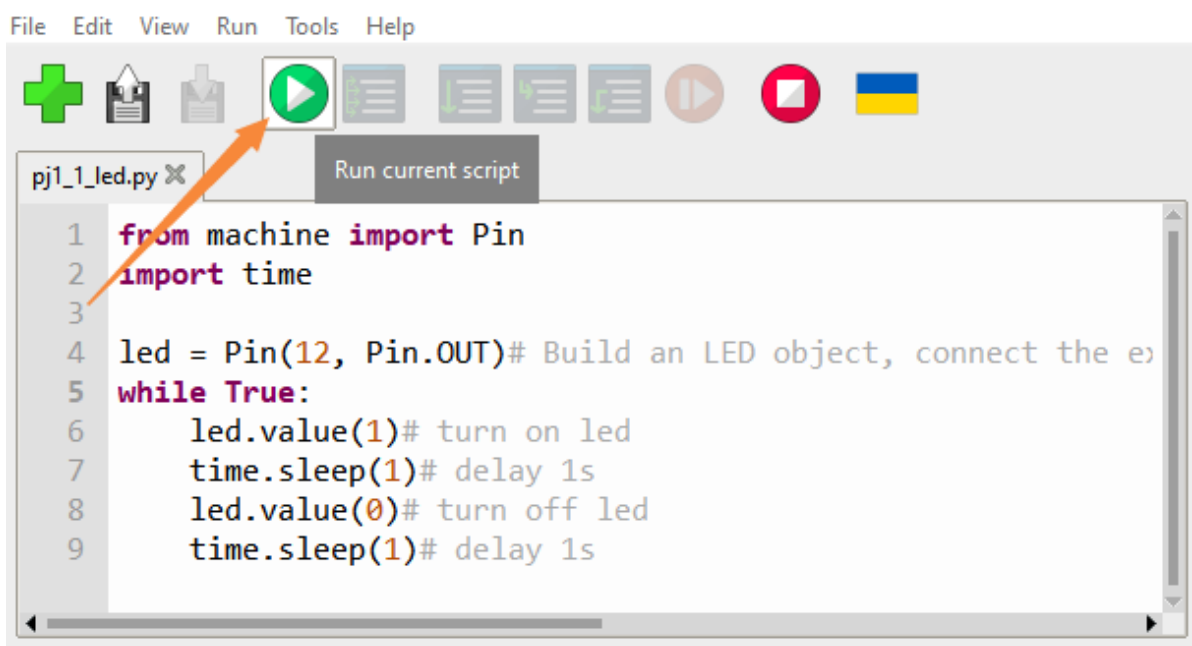 File Edit View Run Tools Help
Run current script
pj1_1_led.py
1 from machine import Pin
2 import time
3
4 led = Pin(12, Pin.OUT)# Build an LED object, connect the
5 while True:
6     led.value(1)# turn on led
7     time.sleep(1)# delay 1s
8     led.value(0)# turn off led
9     time.sleep(1)# delay 1s